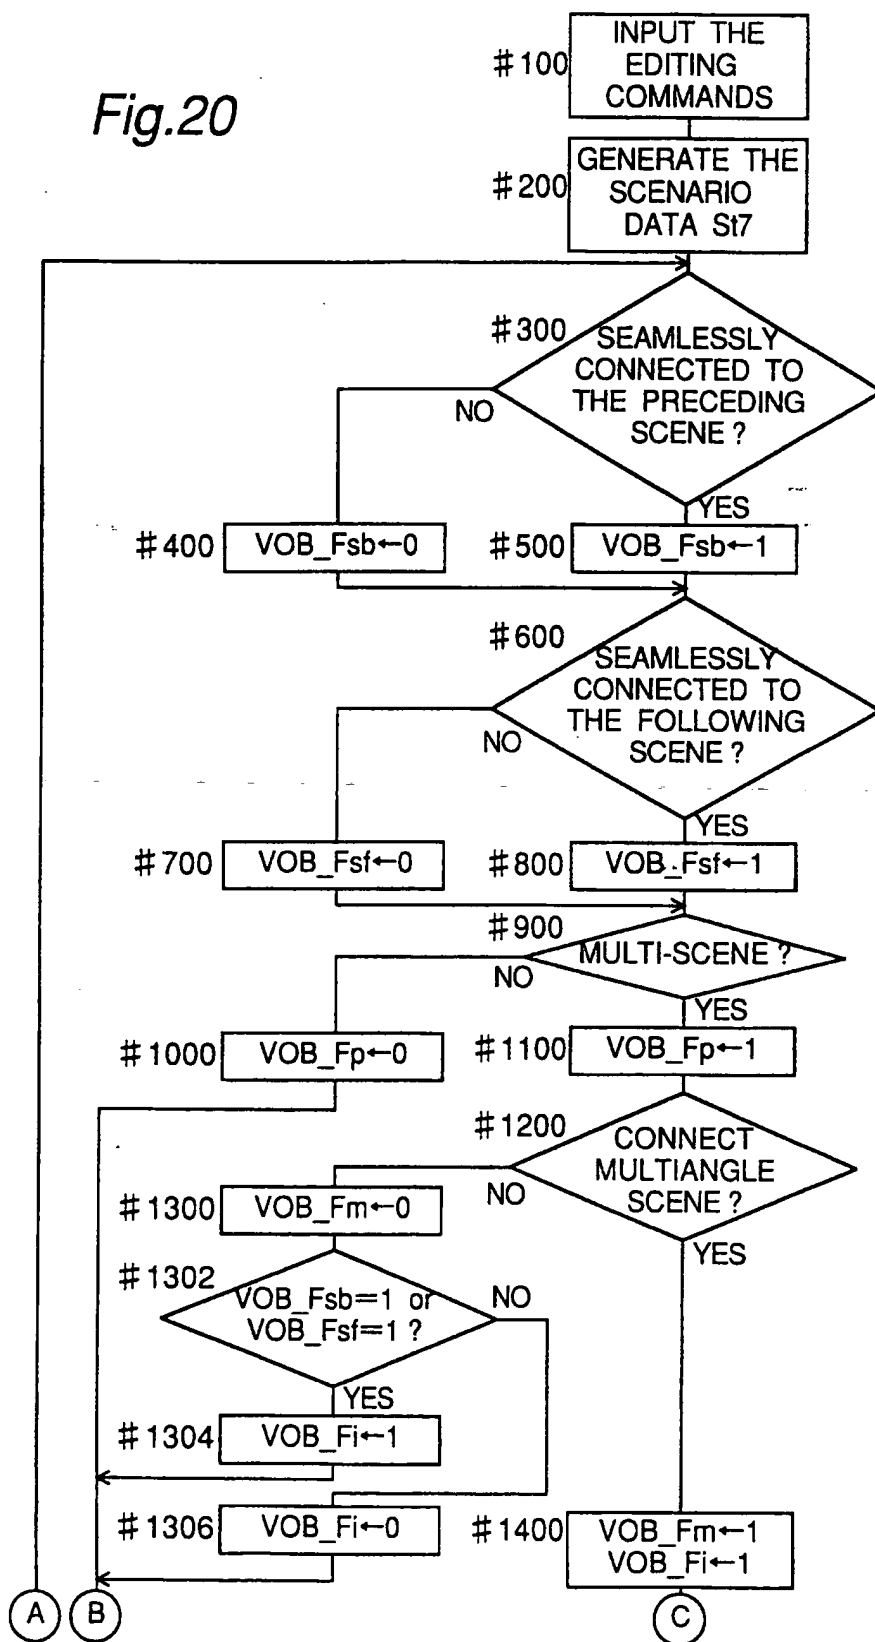 Fig.20
#100
INPUT THE
EDITING
COMMANDS
#200
GENERATE THE
SCENARIO
DATA St7
#300
SEAMLESSLY
CONNECTED TO
THE PRECEDING
SCENE ?
NO
YES
#400
VOB_Fsb←0
#500
VOB_Fsb←1
#600
SEAMLESSLY
CONNECTED TO
THE FOLLOWING
SCENE ?
NO
YES
#700
VOB_Fsf←0
#800
VOB_Fsf←1
#900
MULTI-SCENE ?
NO
YES
#1000
VOB_Fp←0
#1100
VOB_Fp←1
#1200
CONNECT
MULTIANGLE
SCENE ?
NO
YES
#1300
VOB_Fm←0
#1302
VOB_Fsb=1 or
VOB_Fsf=1 ?
NO
YES
#1304
VOB_Fi←1
#1306
VOB_Fi←0
#1400
VOB_Fm←1
VOB_Fi←1
A
B
C